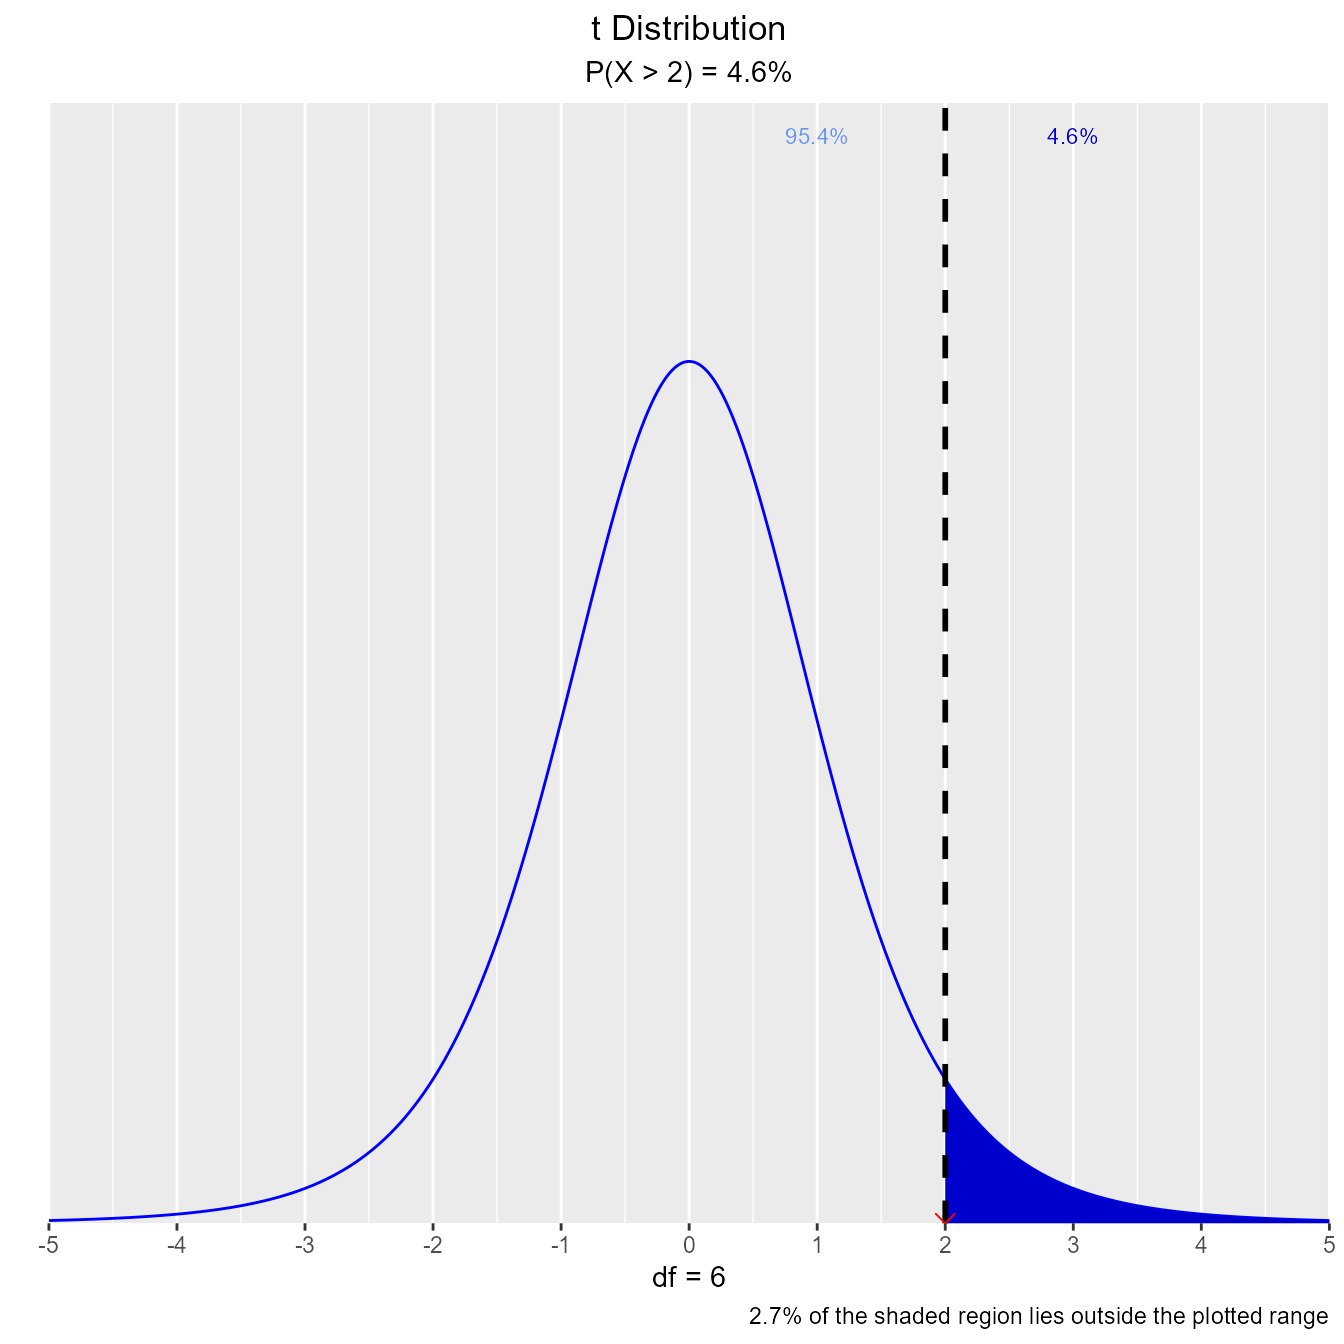 t Distribution
P(X > 2) = 4.6%
95.4% 4.6%
-5 -4 -3 -2 -1 0 1 2 3 4 5
df = 6
2.7% of the shaded region lies outside the plotted range